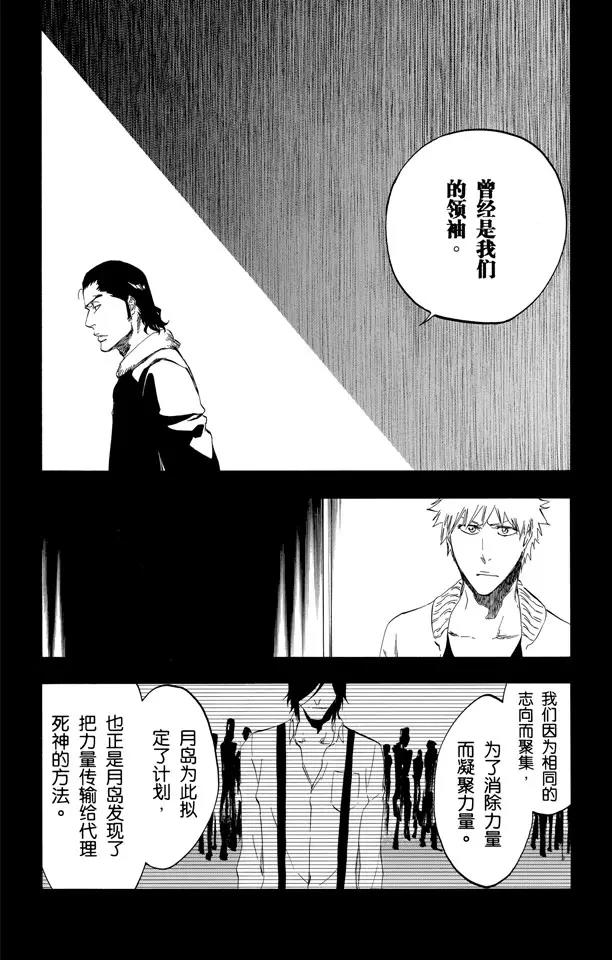 曾经是我们
的领袖。
我们因为相同的
志向而聚集，
为了消除力量
而凝聚力量。
月岛为此拟
定了计划，
也正是月岛发现了
把力量传输给代理
死神的方法。